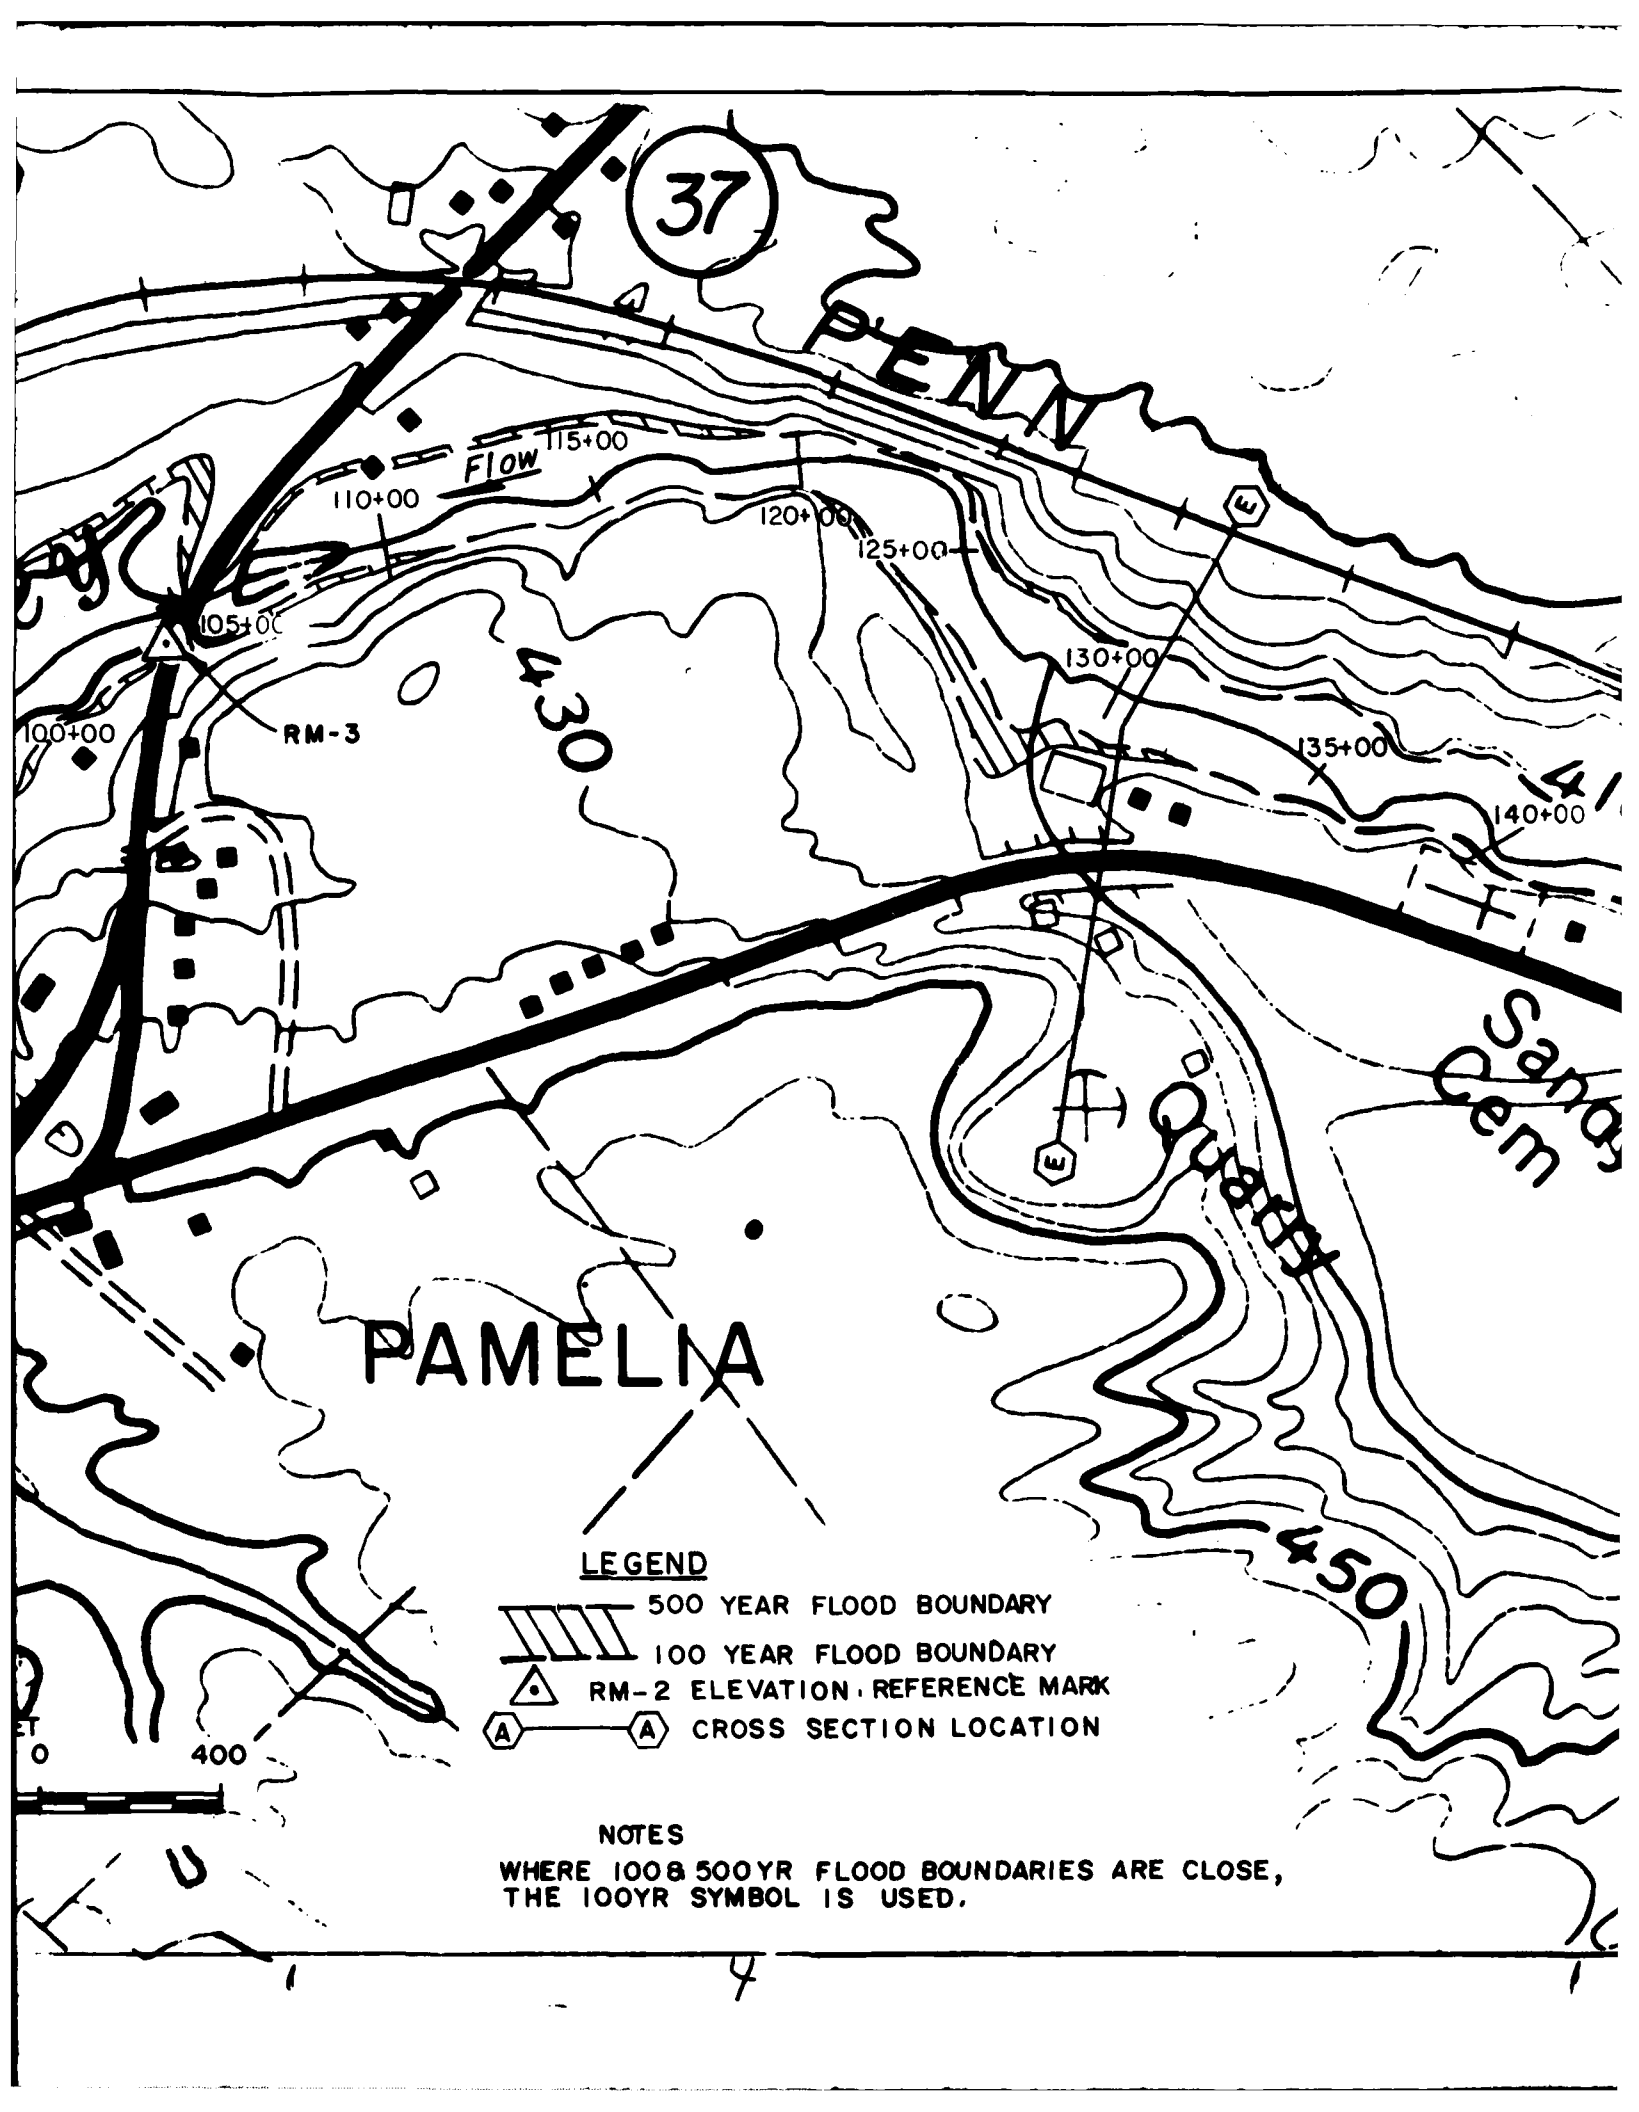 37
PENN
115+00
Flow
110+00
120+00
125+00
E
105+00
130+00
100+00
RM-3
430
135+00
140+00
Sandy
Cem
Quarry
E
PAMELIA
LEGEND
500 YEAR FLOOD BOUNDARY
100 YEAR FLOOD BOUNDARY
RM-2 ELEVATION REFERENCE MARK
A A CROSS SECTION LOCATION
450
0 400
U
NOTES
WHERE 100 & 500YR FLOOD BOUNDARIES ARE CLOSE,
THE 100YR SYMBOL IS USED.
4